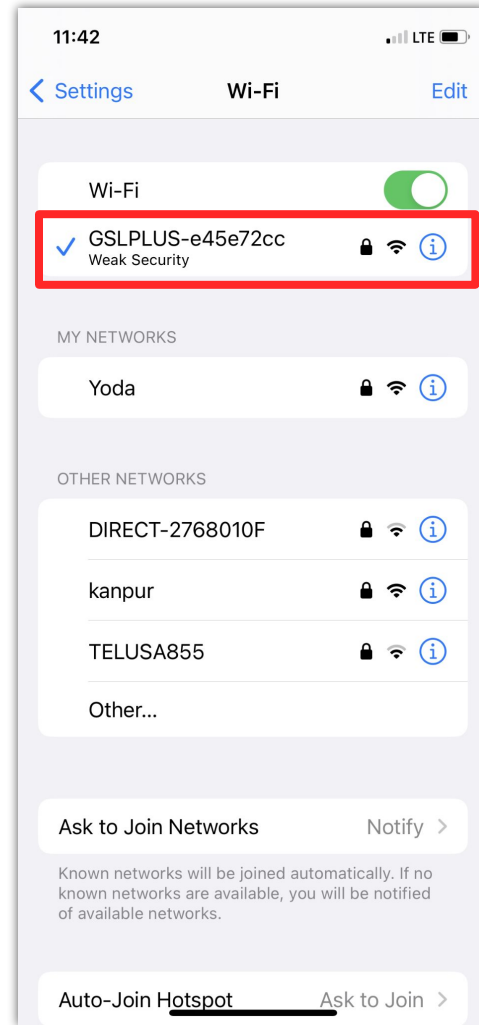 11:42 LTE
Settings Wi-Fi Edit
Wi-Fi
GSLPLUS-e45e72cc
Weak Security
MY NETWORKS
Yoda
OTHER NETWORKS
DIRECT-2768010F
kanpur
TELUSA855
Other...
Ask to Join Networks Notify
Known networks will be joined automatically. If no
known networks are available, you will be notified
of available networks.
Auto-Join Hotspot Ask to Join